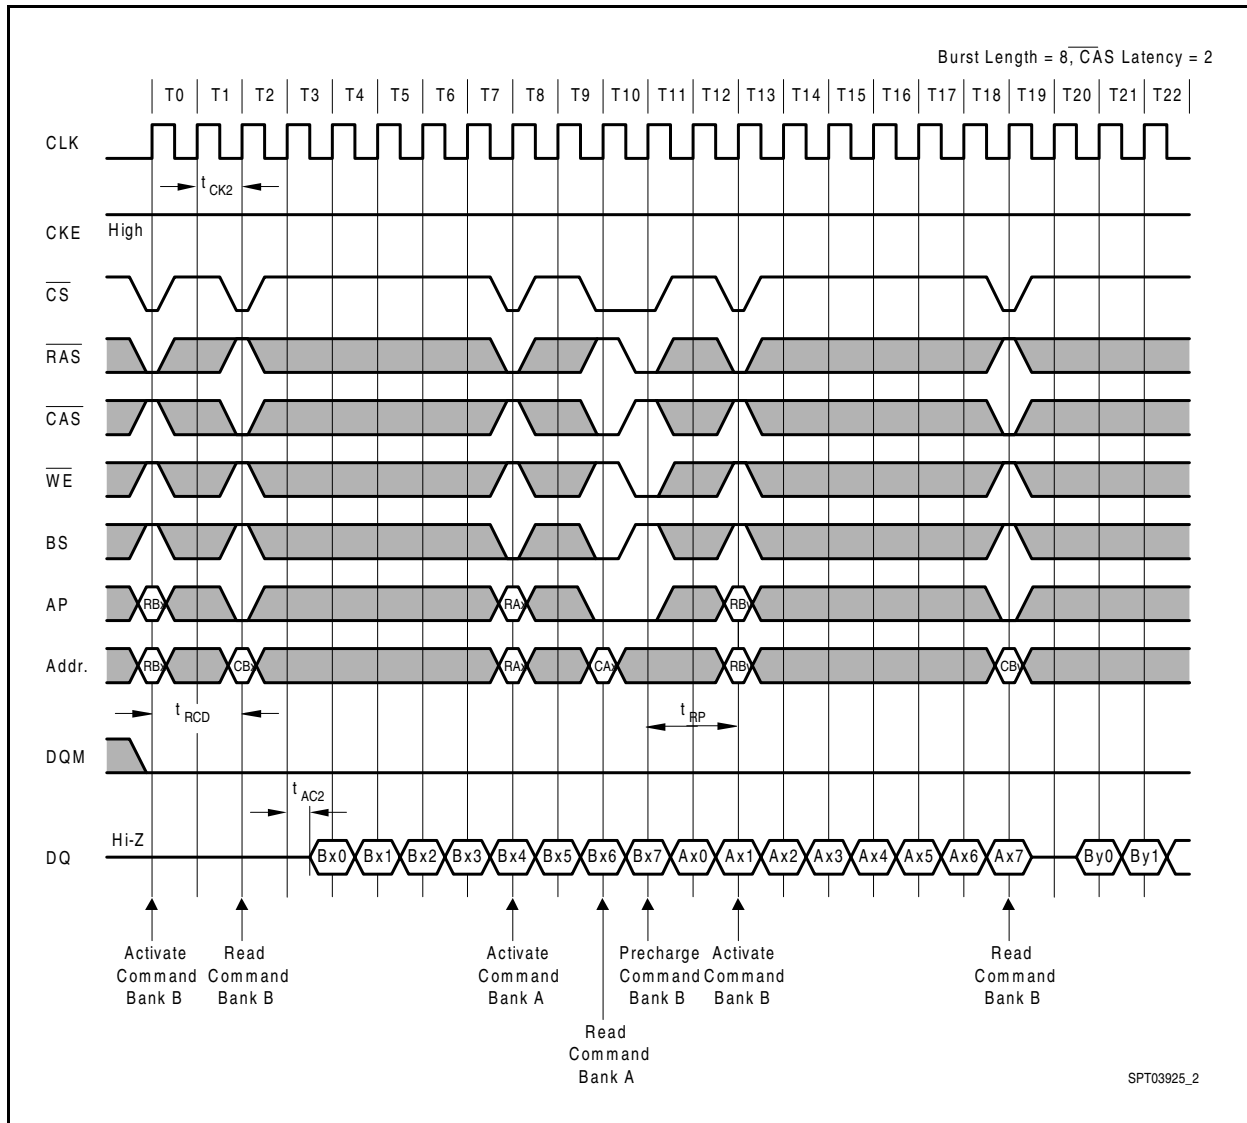 Burst Length = 8, CAS Latency = 2
T0 T1 T2 T3 T4 T5 T6 T7 T8 T9 T10 T11 T12 T13 T14 T15 T16 T17 T18 T19 T20 T21 T22
CLK
t CK2
CKE High
CS
RAS
CAS
WE
BS
AP RBx RAx RBy
Addr. RBx CBx RAx CAx RBy CBy
t RCD t RP
DQM
t AC2
Hi-Z
DQ Bx0 Bx1 Bx2 Bx3 Bx4 Bx5 Bx6 Bx7 Ax0 Ax1 Ax2 Ax3 Ax4 Ax5 Ax6 Ax7 By0 By1
Activate Read Activate Precharge Activate Read
Command Command Command Command Command Command
Bank B Bank B Bank A Bank B Bank B Bank B
Read
Command
Bank A
SPT03925_2